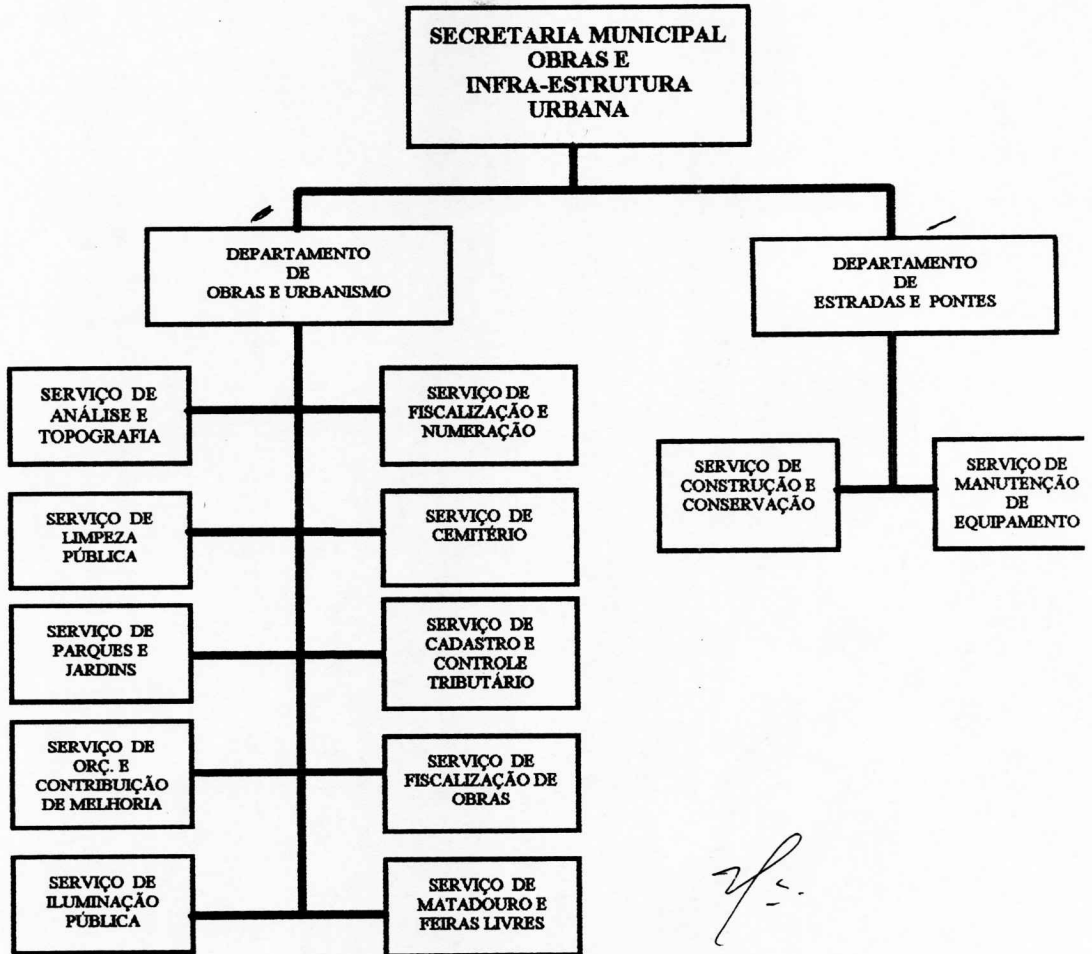 SECRETARIA MUNICIPAL
OBRAS E
INFRA-ESTRUTURA
URBANA
DEPARTAMENTO
DE
OBRAS E URBANISMO
DEPARTAMENTO
DE
ESTRADAS E PONTES
SERVIÇO DE
ANÁLISE E
TOPOGRAFIA
SERVIÇO DE
FISCALIZAÇÃO E
NUMERAÇÃO
SERVIÇO DE
CONSTRUÇÃO E
CONSERVAÇÃO
SERVIÇO DE
MANUTENÇÃO
DE
EQUIPAMENTO
SERVIÇO DE
LIMPEZA
PÚBLICA
SERVIÇO DE
CEMITÉRIO
SERVIÇO DE
PARQUES E
JARDINS
SERVIÇO DE
CADASTRO E
CONTROLE
TRIBUTÁRIO
SERVIÇO DE
ORÇ. E
CONTRIBUIÇÃO
DE MELHORIA
SERVIÇO DE
FISCALIZAÇÃO DE
OBRAS
SERVIÇO DE
ILUMINAÇÃO
PÚBLICA
SERVIÇO DE
MATADOURO E
FEIRAS LIVRES